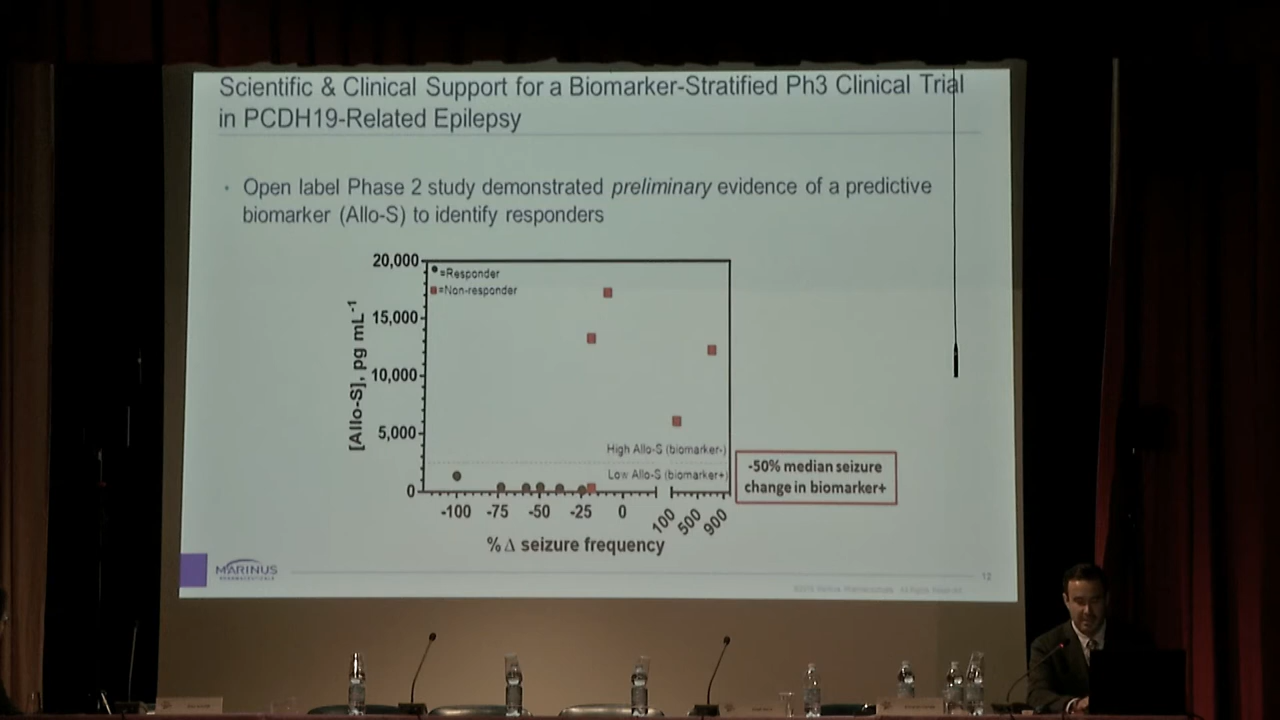 Scientific & Clinical Support for a Biomarker-Stratified Ph3 Clinical Trial
in PCDH19-Related Epilepsy
• Open label Phase 2 study demonstrated preliminary evidence of a predictive
biomarker (Allo-S) to identify responders
20,000
15,000
10,000
5,000
0
[Allo-S], pg mL-1
=Responder
=Non-responder
High Allo-S (biomarker-)
Low Allo-S (biomarker+)
-50% median seizure
change in biomarker+
-100 -75 -50 -25 0 100 500 900
% Δ seizure frequency
MARINUS
PHARMACEUTICALS
12